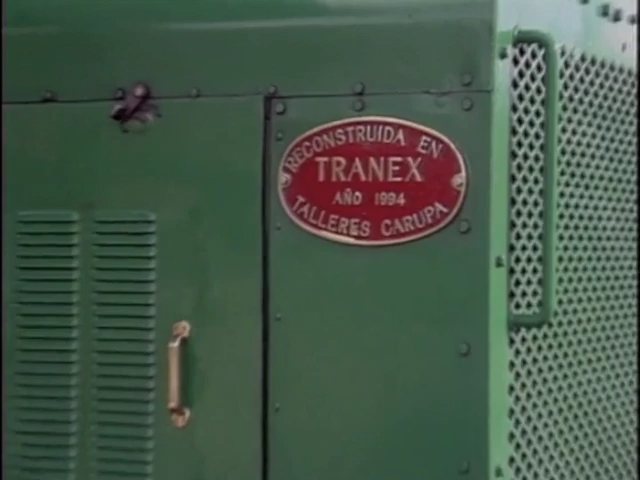 RECONSTRUIDA EN
TRANEX
AÑO 1994
TALLERES CARUPA